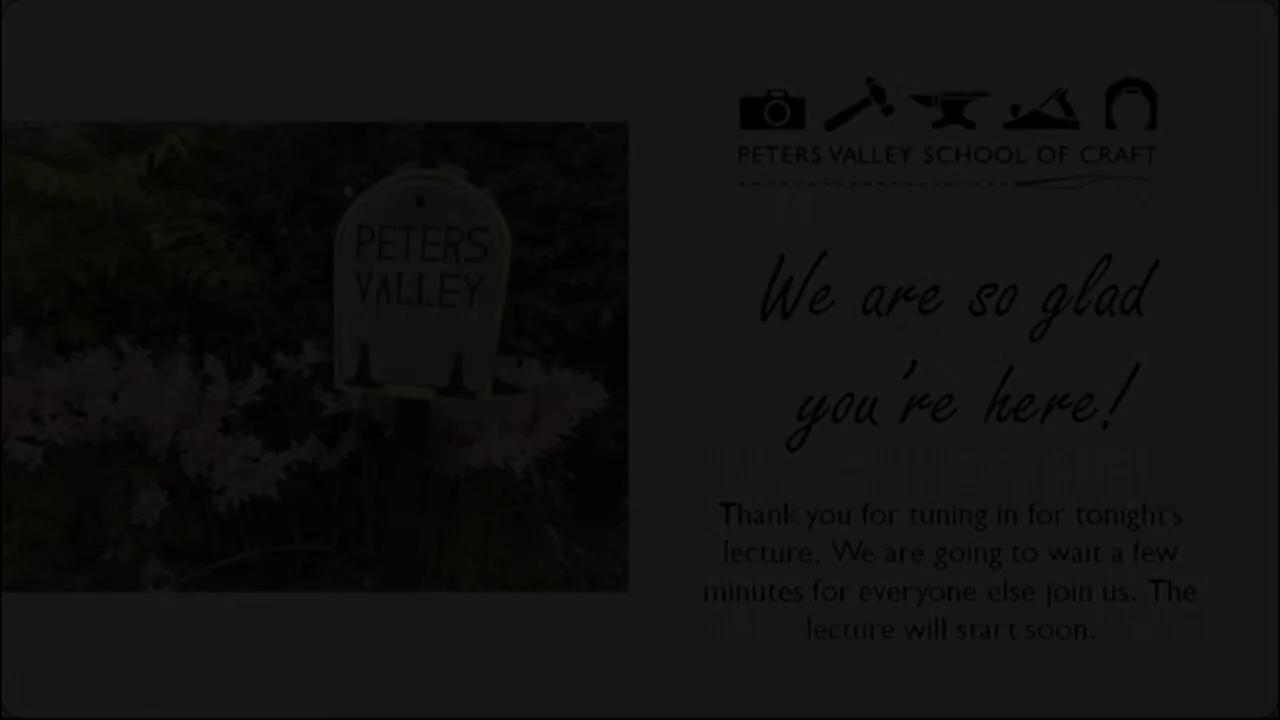 PETERS VALLEY SCHOOL OF CRAFT
PETERS
VALLEY
We are so glad
you're here!
Thank you for tuning in for tonight's
lecture. We are going to wait a few
minutes for everyone else join us. The
lecture will start soon.